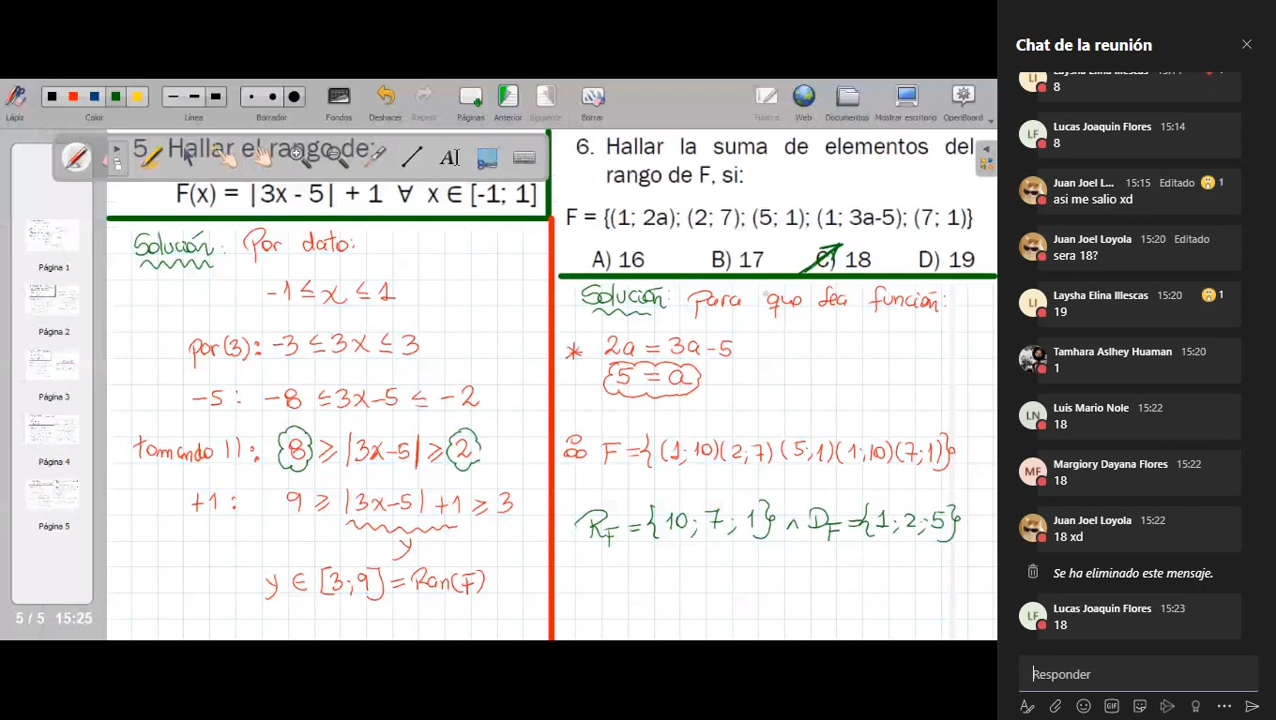 Lápiz
Color
Línea
Borrador
Fondos
Deshacer
Páginas
Anterior
Borrar
Web
Documentos
Mostrar escritorio
OpenBoard
Página 1
Página 2
Página 3
Página 4
Página 5
5 / 5 15:25
5. Hallar el rango de:
F(x) = |3x - 5| + 1 ∀ x ∈ [-1; 1]
Solución: Por dato:
-1 ≤ x ≤ 1
por(3): -3 ≤ 3x ≤ 3
-5: -8 ≤ 3x-5 ≤ -2
tomando ||: 8 ≥ |3x-5| ≥ 2
+1: 9 ≥ |3x-5| +1 ≥ 3
y
y ∈ [3;9] = Ran(F)
6. Hallar la suma de elementos del
rango de F, si:
F = {(1; 2a); (2; 7); (5; 1); (1; 3a-5); (7; 1)}
A) 16 B) 17 C) 18 D) 19
Solución: para que sea función:
* 2a = 3a-5
5 = a
F = {(1;10)(2;7)(5;1)(1;10)(7;1)}
RF = {10; 7; 1} ∧ DF = {1; 2; 5}
Chat de la reunión
LI Laysha Elina Illescas
8
LF Lucas Joaquin Flores 15:14
8
Juan Joel L... 15:15 Editado 1
asi me salio xd
Juan Joel Loyola 15:20 Editado
sera 18?
LI Laysha Elina Illescas 15:20 1
19
Tamhara Aslhey Huaman 15:20
1
LN Luis Mario Nole 15:22
18
MF Margiory Dayana Flores 15:22
18
Juan Joel Loyola 15:22
18 xd
Se ha eliminado este mensaje.
LF Lucas Joaquin Flores 15:23
18
Responder
GIF